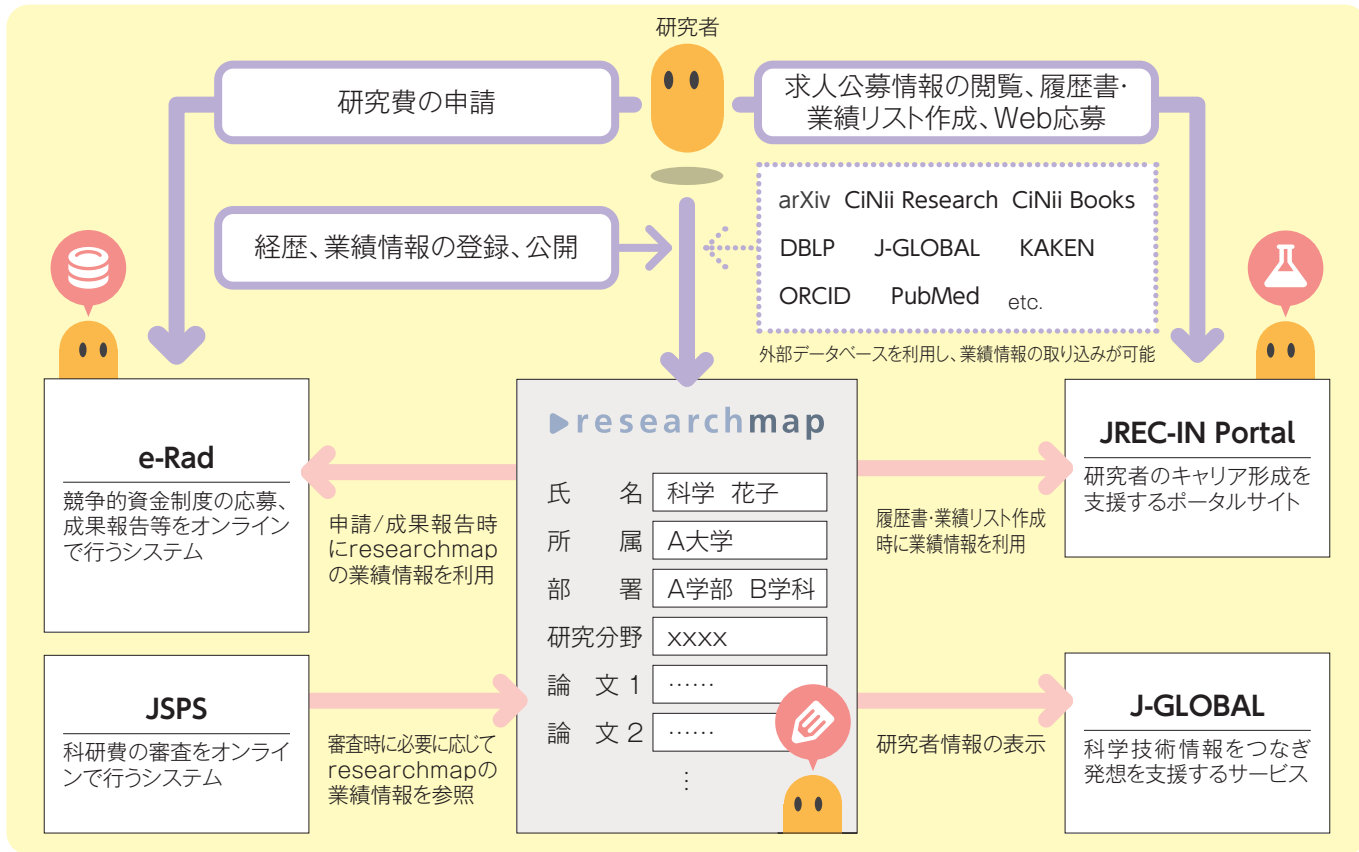 研究者
研究費の申請
求人公募情報の閲覧、履歴書・
業績リスト作成、Web応募
経歴、業績情報の登録、公開
arXiv CiNii Research CiNii Books
DBLP J-GLOBAL KAKEN
ORCID PubMed etc.
外部データベースを利用し、業績情報の取り込みが可能
e-Rad
競争的資金制度の応募、
成果報告等をオンライン
で行うシステム
申請/成果報告時
にresearchmap
の業績情報を利用
JSPS
科研費の審査をオンライ
ンで行うシステム
審査時に必要に応じて
researchmapの
業績情報を参照
researchmap
氏 名 科学 花子
所 属 A大学
部 署 A学部 B学科
研究分野 xxxx
論 文 1 ……
論 文 2 ……
⋮
履歴書・業績リスト作成
時に業績情報を利用
JREC-IN Portal
研究者のキャリア形成を
支援するポータルサイト
研究者情報の表示
J-GLOBAL
科学技術情報をつなぎ
発想を支援するサービス